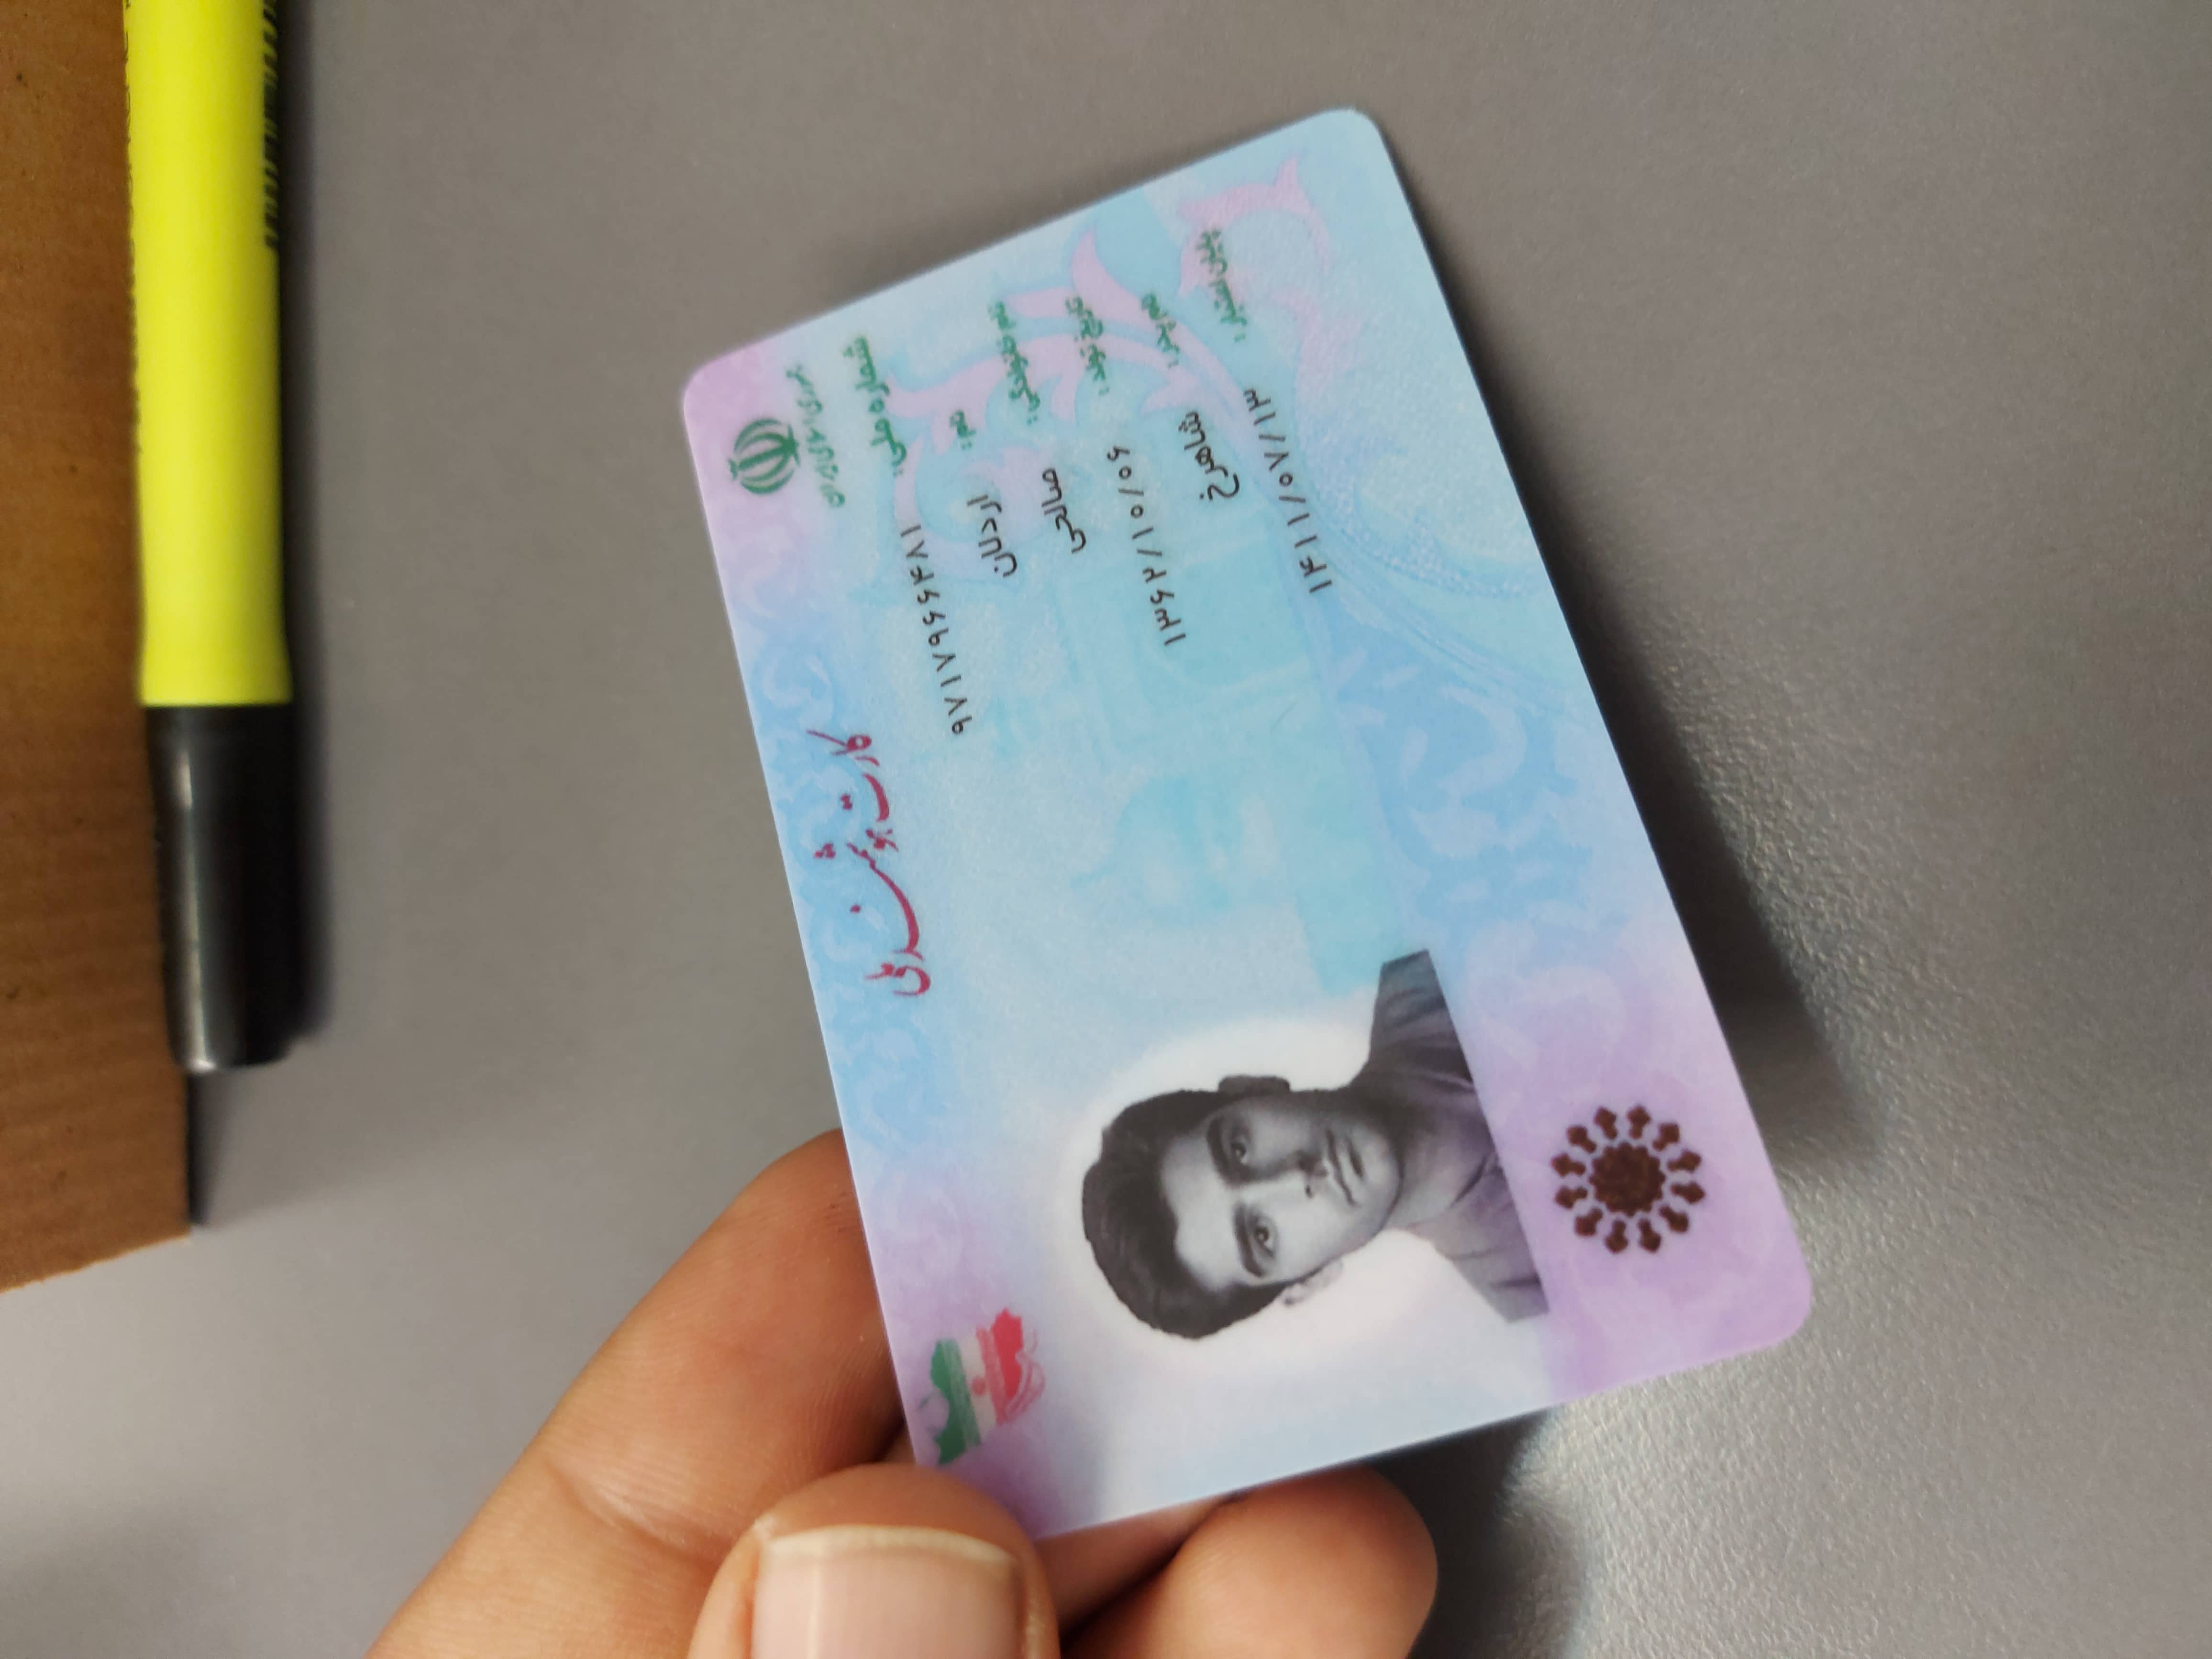 جمهوری اسلامی ایران
کارت هوشمند ملی
شماره ملی: ۹۷۱۷۹۶۶۴۸۱
نام: اردلان
نام خانوادگی: صالحی
تاریخ تولد: ۱۳۶۲/۱۰/۰۶
نام پدر: شاهرخ
پایان اعتبار: ۱۴۱۱/۰۷/۱۳